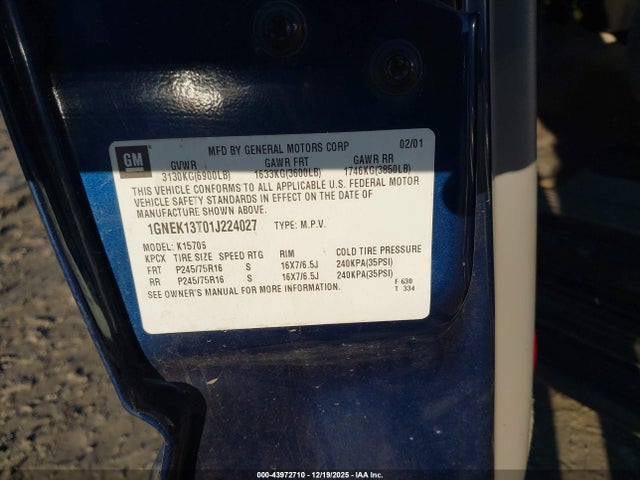 GM MFD BY GENERAL MOTORS CORP 02/01
GVWR GAWR FRT GAWR RR
3130KG(6900LB) 1633KG(3600LB) 1746KG(3850LB)
THIS VEHICLE CONFORMS TO ALL APPLICABLE U.S. FEDERAL MOTOR
VEHICLE SAFETY STANDARDS IN EFFECT ON THE DATE OF
MANUFACTURE SHOWN ABOVE.
1GNEK13T01J224027 TYPE: M.P.V.
MODEL: K15706
KPCX TIRE SIZE SPEED RTG RIM COLD TIRE PRESSURE
FRT P245/75R16 S 16X7/6.5J 240KPA(35PSI)
RR P245/75R16 S 16X7/6.5J 240KPA(35PSI)
SEE OWNER'S MANUAL FOR MORE INFORMATION.
F 630
T 334
000-43972710 - 12/19/2025 - IAA Inc.